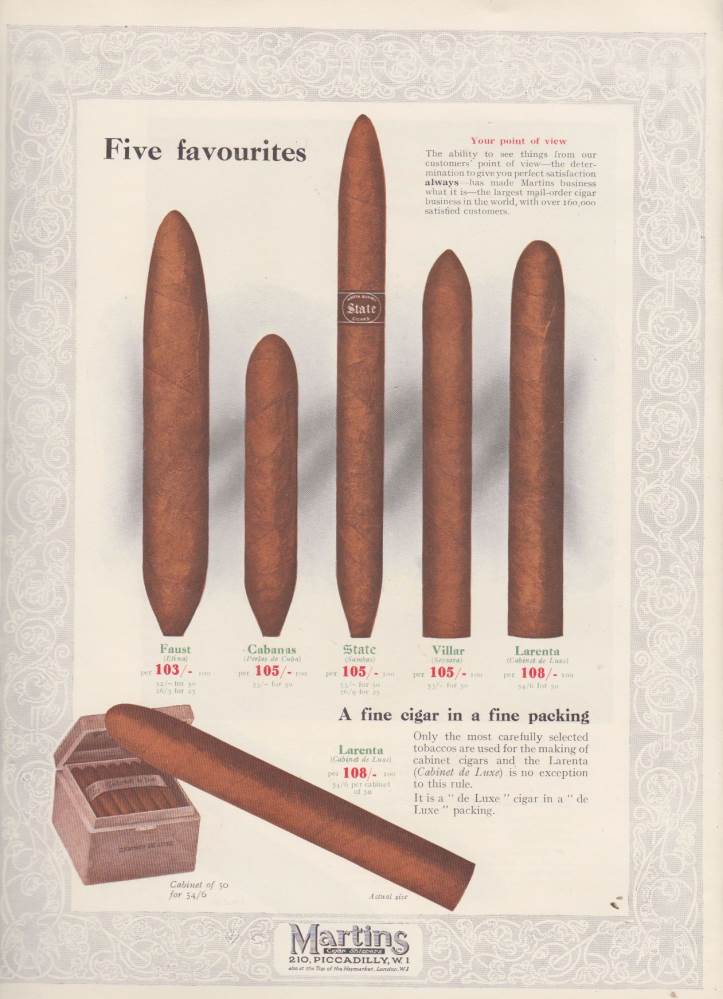 Five favourites
Your point of view
The ability to see things from our
customers' point of view—the deter-
mination to give you perfect satisfaction
always—has made Martins business
what it is—the largest mail-order cigar
business in the world, with over 160,000
satisfied customers.
State
CIGARS
Faust
(Elvira)
per 103/- 100
52/- for 50
26/3 for 25
Cabanas
(Perlas de Cuba)
per 105/- 100
53/- for 50
State
(Sumbas)
per 105/- 100
53/- for 50
26/9 for 25
Villar
per 105/- 100
53/- for 50
Larenta
(Cabinet de Luxe)
per 108/- 100
54/6 for 50
A fine cigar in a fine packing
Larenta
(Cabinet de Luxe)
per 108/- 100
54/6 per cabinet
of 50
Only the most carefully selected
tobaccos are used for the making of
cabinet cigars and the Larenta
(Cabinet de Luxe) is no exception
to this rule.
It is a " de Luxe " cigar in a " de
Luxe " packing.
Cabinet of 50
for 54/6
Actual size
Martins
210, PICCADILLY, W. 1
also at the Top of the Haymarket, London, W.1